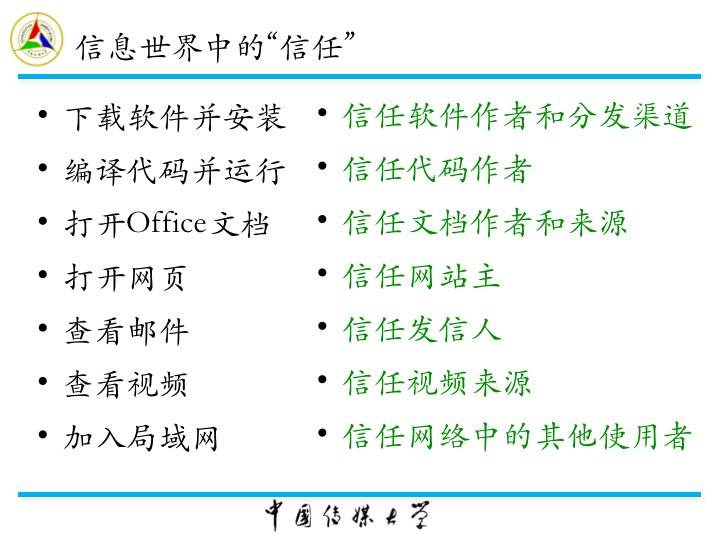 信息世界中的“信任”
• 下载软件并安装
• 编译代码并运行
• 打开Office文档
• 打开网页
• 查看邮件
• 查看视频
• 加入局域网
• 信任软件作者和分发渠道
• 信任代码作者
• 信任文档作者和来源
• 信任网站主
• 信任发信人
• 信任视频来源
• 信任网络中的其他使用者
中国传媒大学